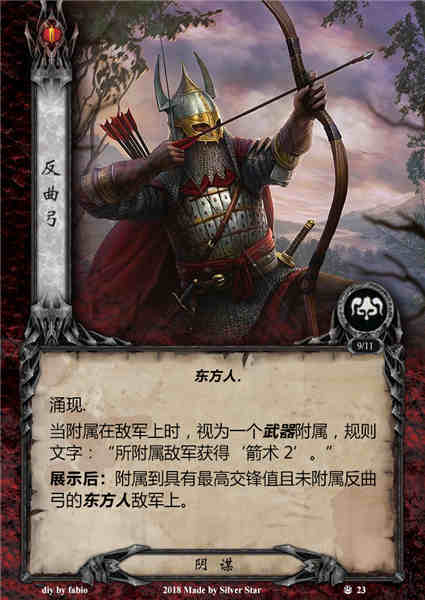 反曲弓
9/11
东方人.
涌现.
当附属在敌军上时，视为一个武器附属，规则
文字：“所附属敌军获得‘箭术 2’。”
展示后：附属到具有最高交锋值且未附属反曲
弓的东方人敌军上。
阴谋
diy by fabio 2018 Made by Silver Star 23